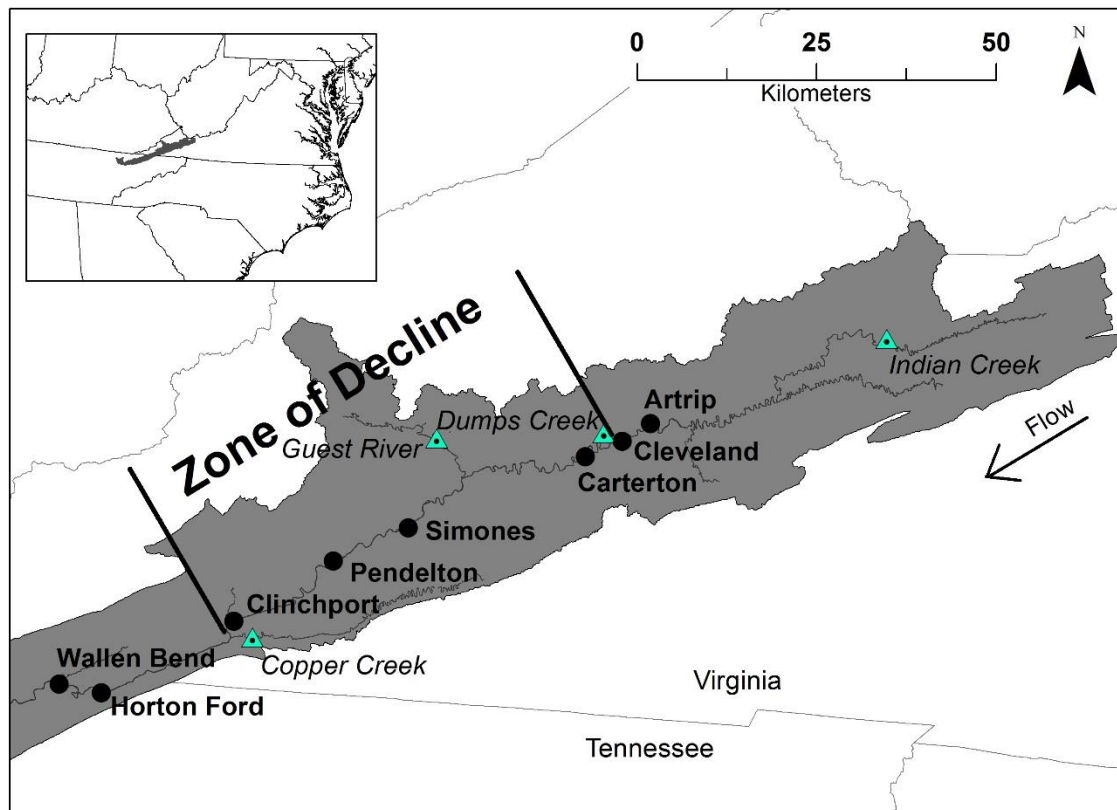 0 25 50
Kilometers
N
Zone of Decline
Indian Creek
Artrip
Dumps Creek
Guest River
Cleveland
Carterton
Flow
Simones
Pendelton
Clinchport
Wallen Bend
Copper Creek
Horton Ford
Virginia
Tennessee